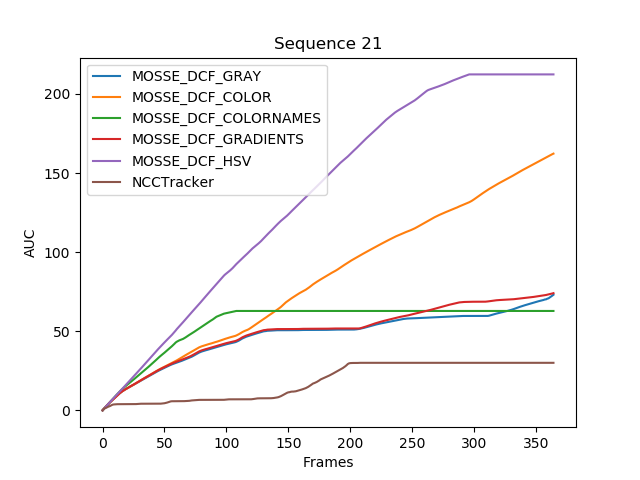 Sequence 21
MOSSE_DCF_GRAY
MOSSE_DCF_COLOR
MOSSE_DCF_COLORNAMES
MOSSE_DCF_GRADIENTS
MOSSE_DCF_HSV
NCCTracker
AUC
200
150
100
50
0
0 50 100 150 200 250 300 350
Frames